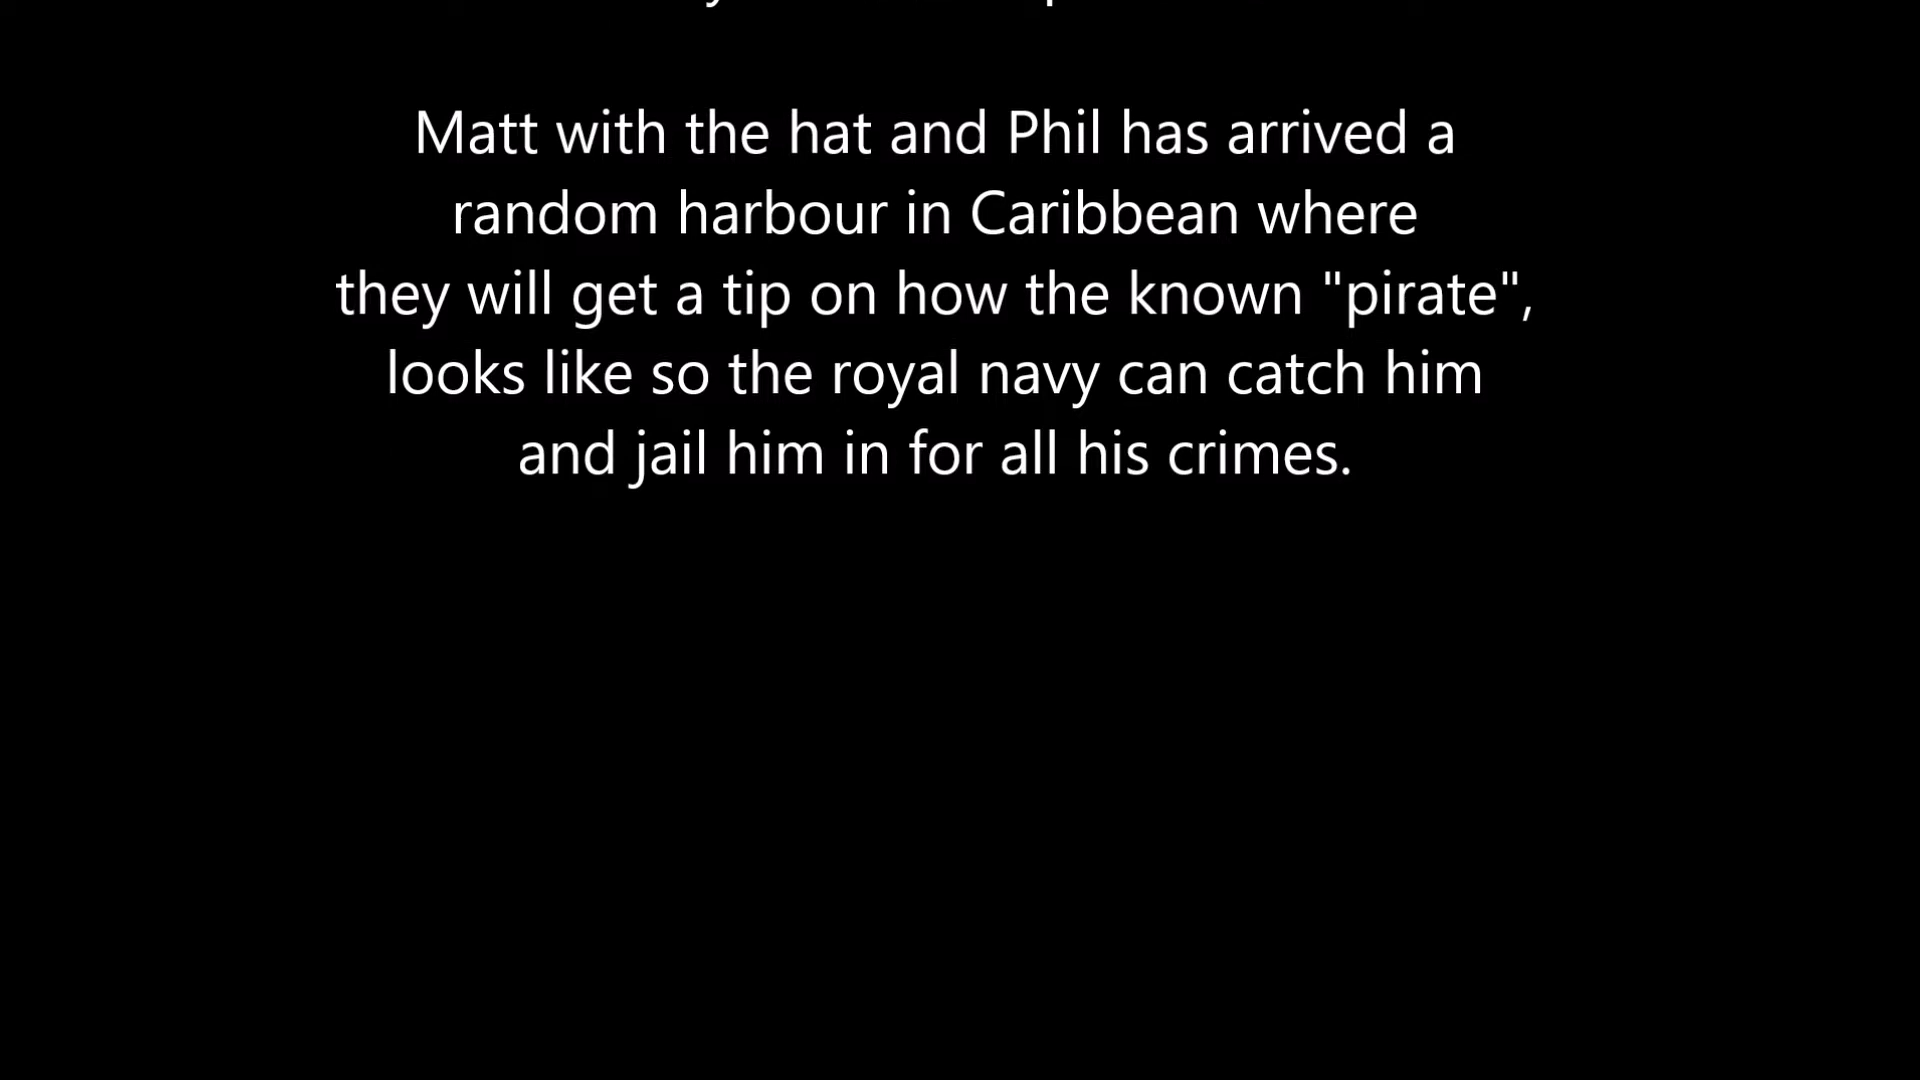 Matt with the hat and Phil has arrived a
random harbour in Caribbean where
they will get a tip on how the known "pirate",
looks like so the royal navy can catch him
and jail him in for all his crimes.